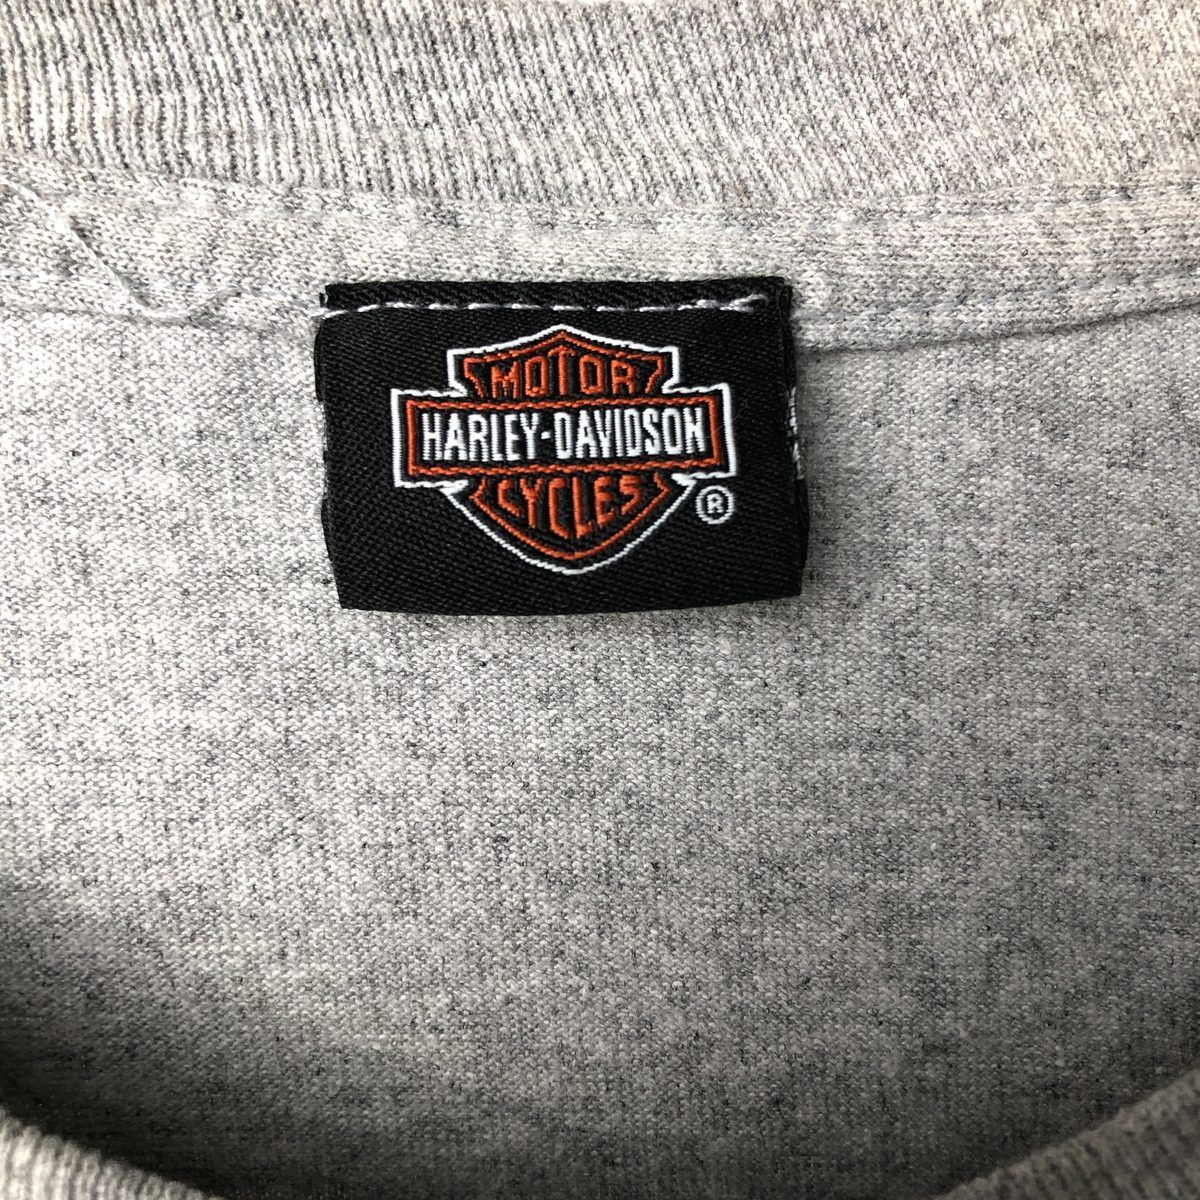 MOTOR
HARLEY-DAVIDSON
CYCLES
®